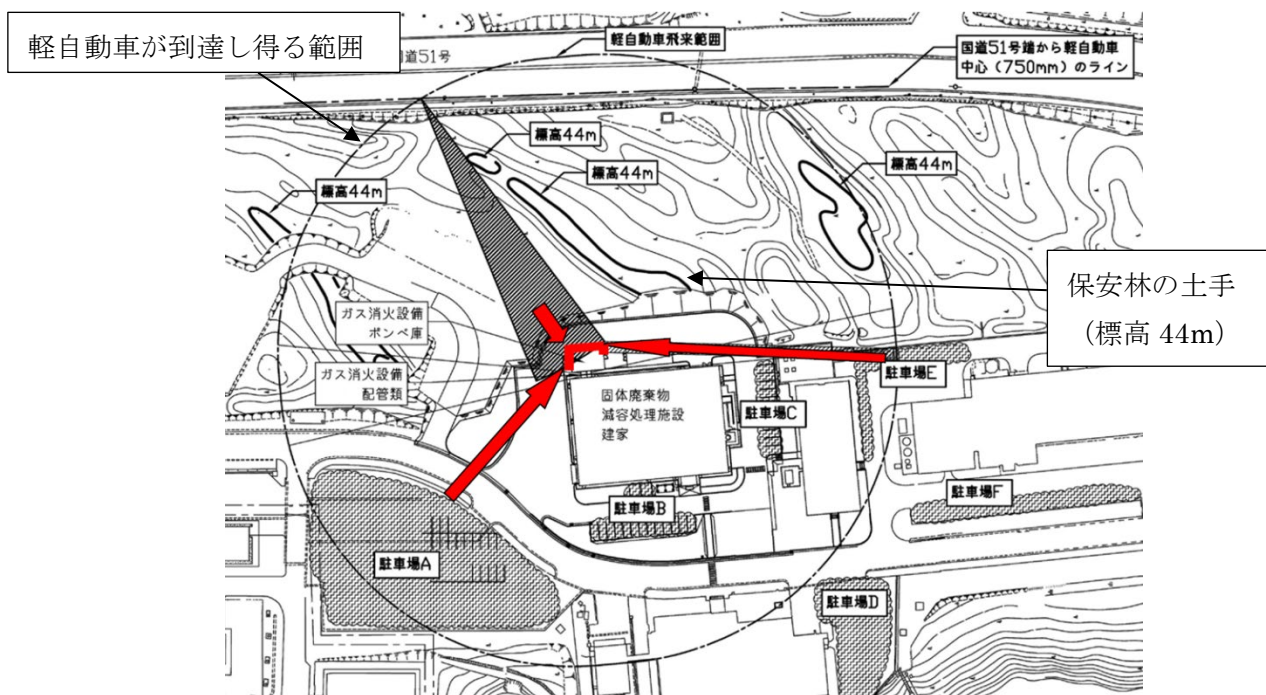 軽自動車が到達し得る範囲
道51号
軽自動車飛来範囲
国道51号端から軽自動車
中心(750mm)のライン
標高44m
標高44m
標高44m
標高44m
保安林の土手
(標高 44m)
ガス消火設備
ボンベ庫
ガス消火設備
配管類
固体廃棄物
減容処理施設
建家
駐車場E
駐車場C
駐車場B
駐車場F
駐車場A
駐車場D